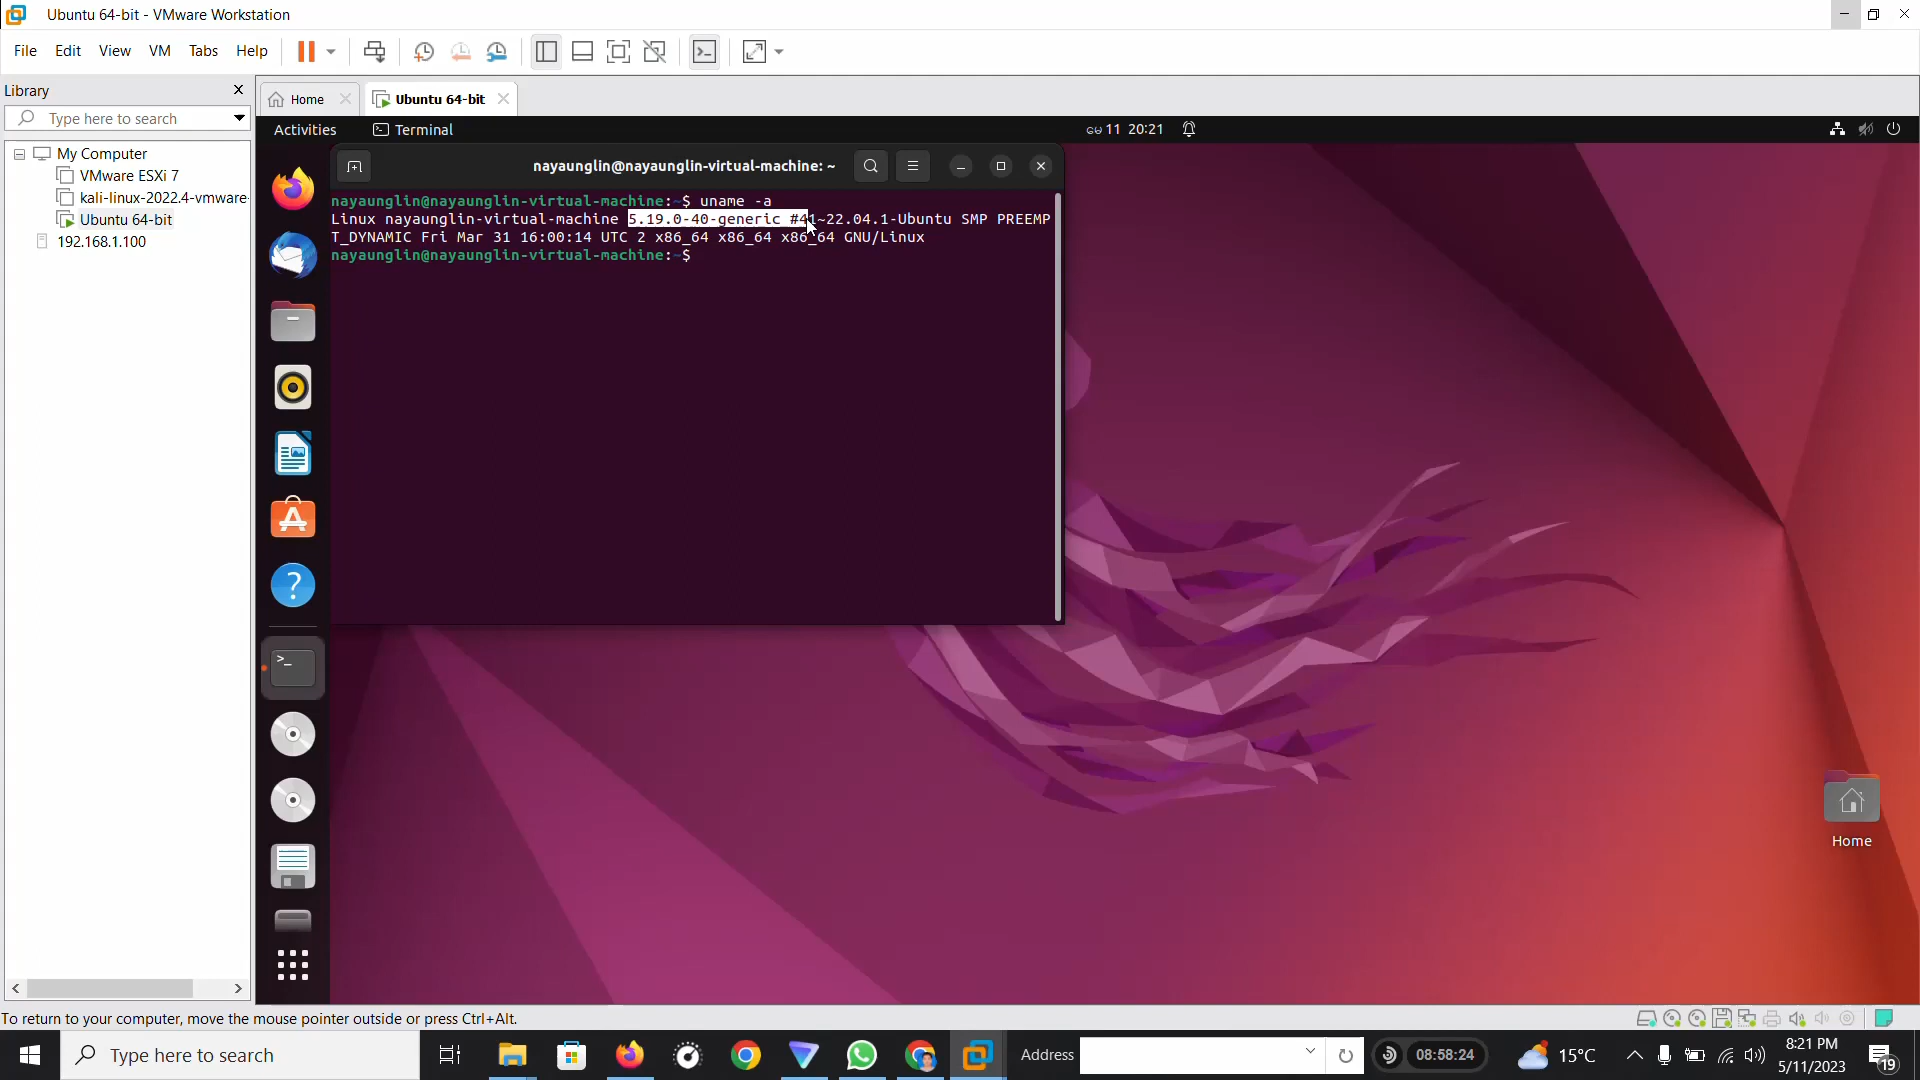 Ubuntu 64-bit - VMware Workstation
File Edit View VM Tabs Help
Library
Type here to search
My Computer
VMware ESXi 7
kali-linux-2022.4-vmware-
Ubuntu 64-bit
192.168.1.100
Home
Ubuntu 64-bit
Activities
Terminal
မေ 11 20:21
nayaunglin@nayaunglin-virtual-machine: ~
nayaunglin@nayaunglin-virtual-machine:~$ uname -a
Linux nayaunglin-virtual-machine 5.19.0-40-generic #41~22.04.1-Ubuntu SMP PREEMP
T_DYNAMIC Fri Mar 31 16:00:14 UTC 2 x86_64 x86_64 x86_64 GNU/Linux
nayaunglin@nayaunglin-virtual-machine:~$
Home
To return to your computer, move the mouse pointer outside or press Ctrl+Alt.
Type here to search
Address
08:58:24
15°C
8:21 PM
5/11/2023
19